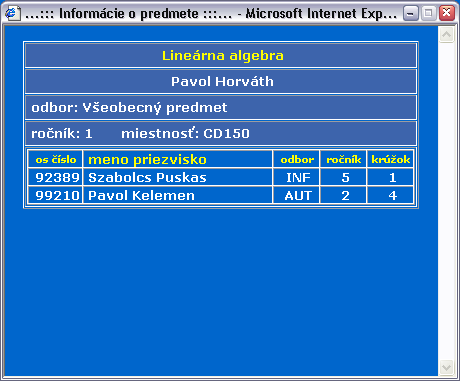 ...::: Informácie o predmete :::... - Microsoft Internet Exp...
Lineárna algebra
Pavol Horváth
odbor: Všeobecný predmet
ročník: 1 miestnosť: CD150
os číslo meno priezvisko odbor ročník krúžok
92389 Szabolcs Puskas INF 5 1
99210 Pavol Kelemen AUT 2 4